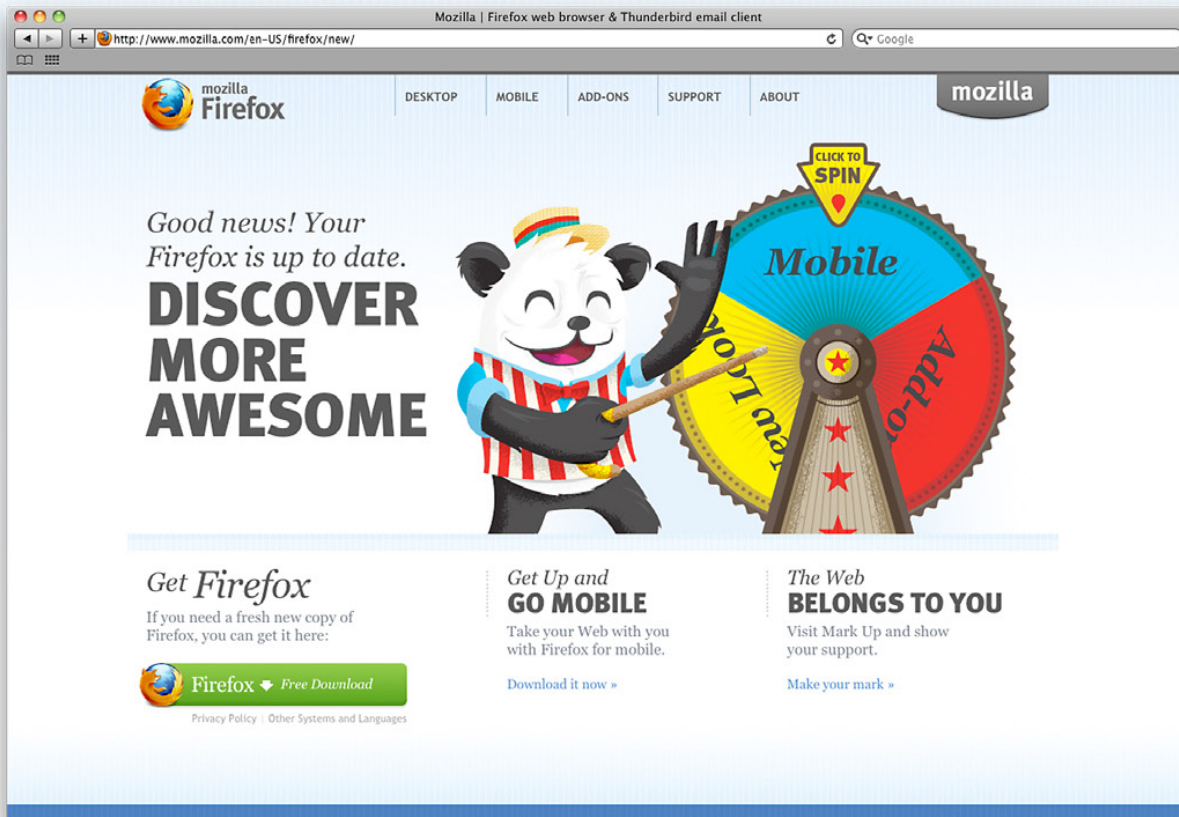 Mozilla | Firefox web browser & Thunderbird email client
http://www.mozilla.com/en-US/firefox/new/
Google
mozilla
Firefox
DESKTOP
MOBILE
ADD-ONS
SUPPORT
ABOUT
mozilla
CLICK TO
SPIN
Good news! Your
Firefox is up to date.
DISCOVER
MORE
AWESOME
Mobile
New Look
Add-o
Get Firefox
If you need a fresh new copy of
Firefox, you can get it here:
Firefox Free Download
Privacy Policy | Other Systems and Languages
Get Up and
GO MOBILE
Take your Web with you
with Firefox for mobile.
Download it now »
The Web
BELONGS TO YOU
Visit Mark Up and show
your support.
Make your mark »